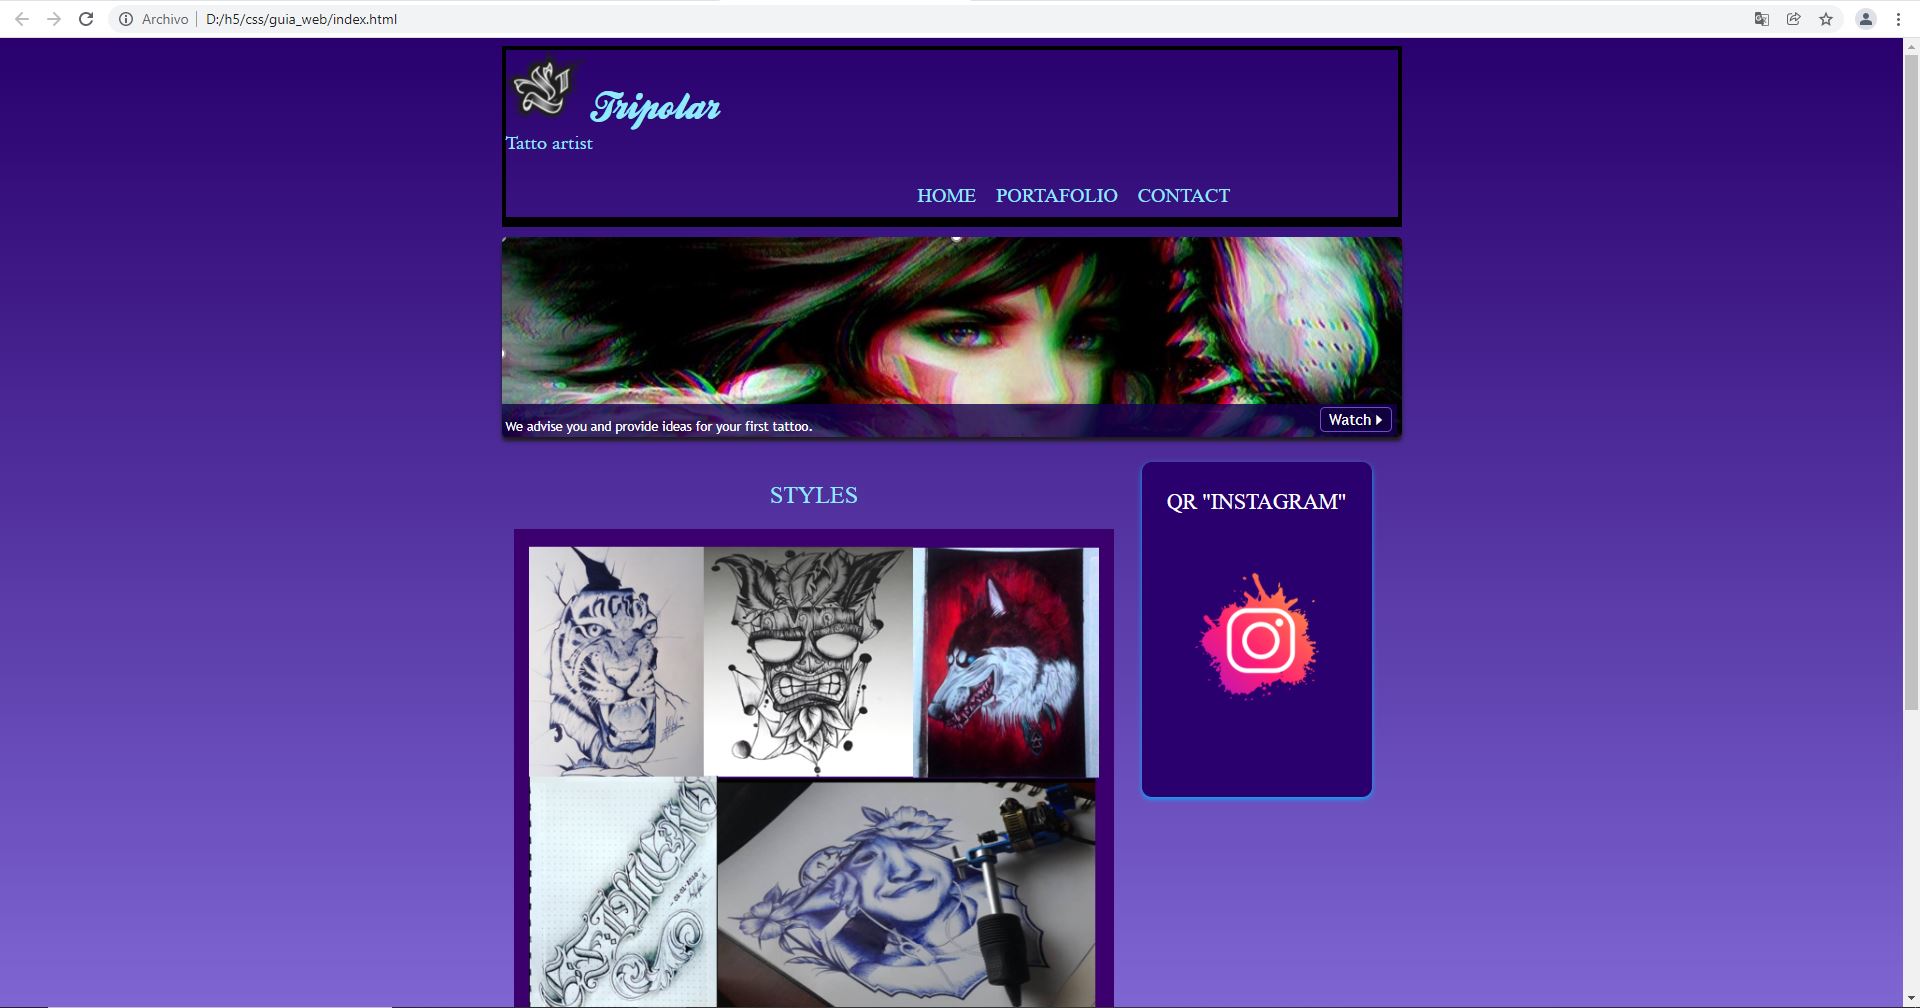 Archivo | D:/h5/css/guia_web/index.html
Tripolar
Tatto artist
HOME PORTAFOLIO CONTACT
We advise you and provide ideas for your first tattoo.
Watch
STYLES
QR "INSTAGRAM"